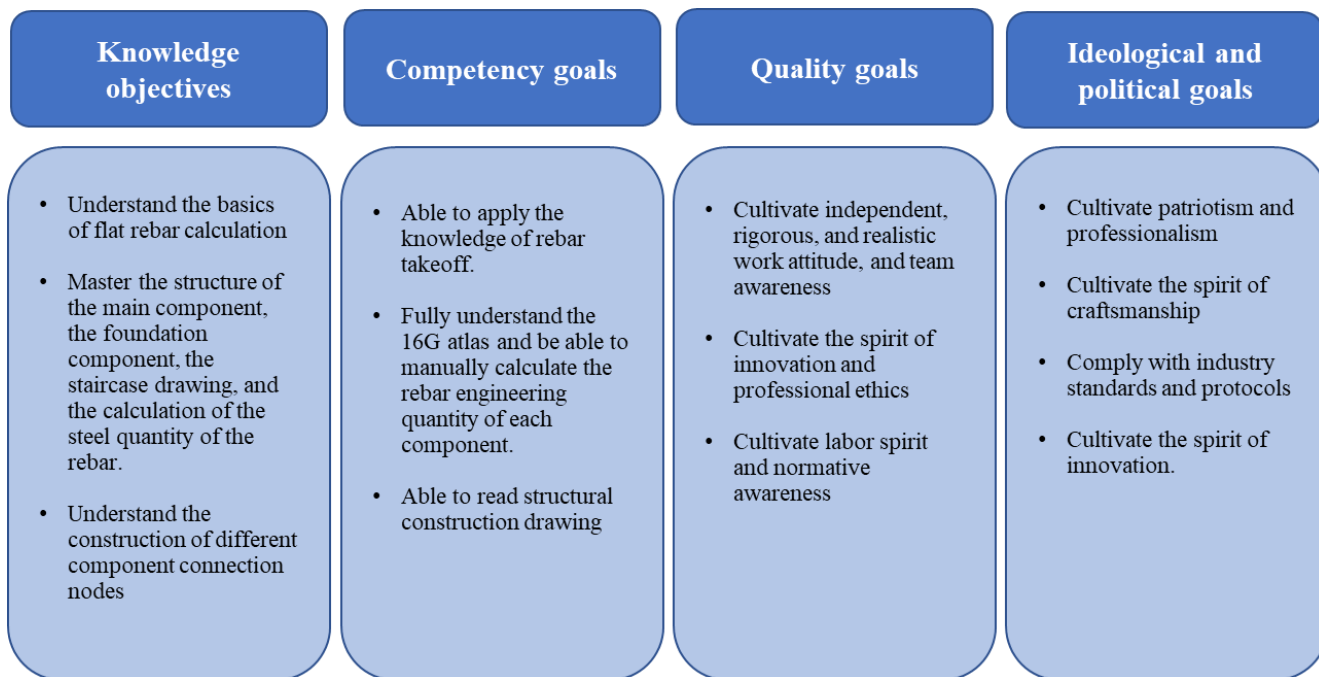 Knowledge
objectives
• Understand the basics
of flat rebar calculation
• Master the structure of
the main component,
the foundation
component, the
staircase drawing, and
the calculation of the
steel quantity of the
rebar.
• Understand the
construction of different
component connection
nodes
Competency goals
• Able to apply the
knowledge of rebar
takeoff.
• Fully understand the
16G atlas and be able to
manually calculate the
rebar engineering
quantity of each
component.
• Able to read structural
construction drawing
Quality goals
• Cultivate independent,
rigorous, and realistic
work attitude, and team
awareness
• Cultivate the spirit of
innovation and
professional ethics
• Cultivate labor spirit
and normative
awareness
Ideological and
political goals
• Cultivate patriotism and
professionalism
• Cultivate the spirit of
craftsmanship
• Comply with industry
standards and protocols
• Cultivate the spirit of
innovation.